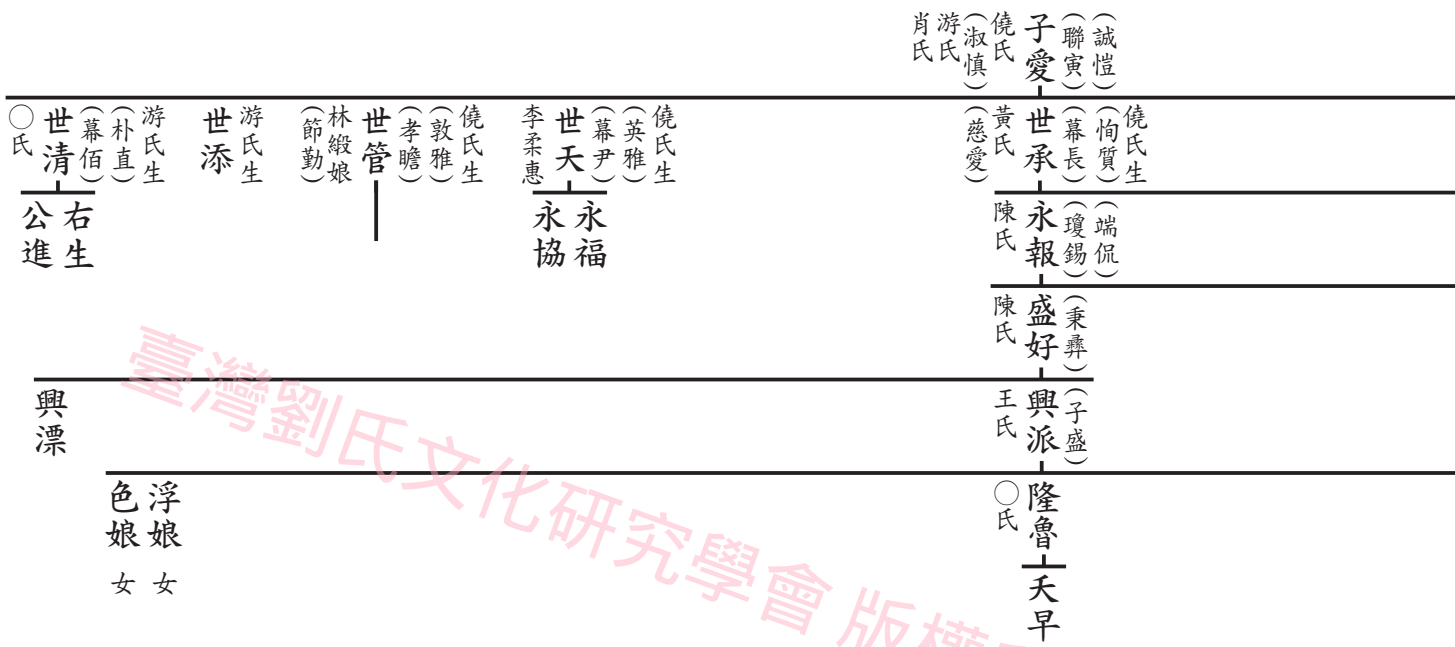 (誠愷)
(聯寅)
子愛
僥氏
(淑慎)
游氏
肖氏
僥氏生
(恂質)
(幕長)
世承
黃氏
(慈愛)
僥氏生
(英雅)
(幕尹)
世天
李柔惠
僥氏生
(敦雅)
(孝瞻)
世管
林緞娘
(節勤)
游氏生
世添
游氏生
(朴直)
(幕佰)
世清
○氏
(端侃)
(瓊錫)
永報
陳氏
永福
永協
右生
公進
(秉彝)
盛好
陳氏
(子盛)
興派
王氏
興漂
隆魯
○氏
浮娘 女
色娘 女
夭早
臺灣劉氏文化研究學會 版權